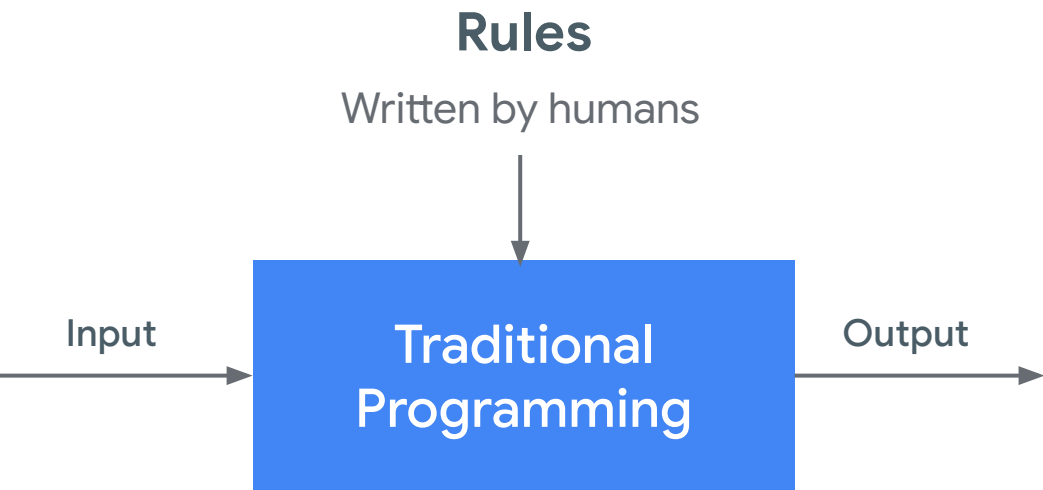 Rules
Written by humans
Input
Traditional
Programming
Output